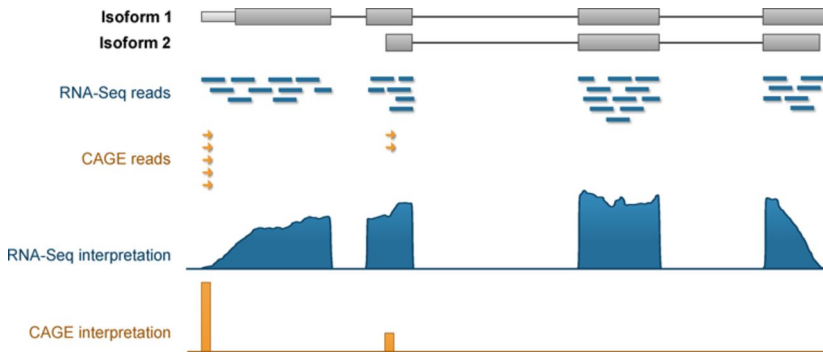 Isoform 1
Isoform 2
RNA-Seq reads
CAGE reads
RNA-Seq interpretation
CAGE interpretation